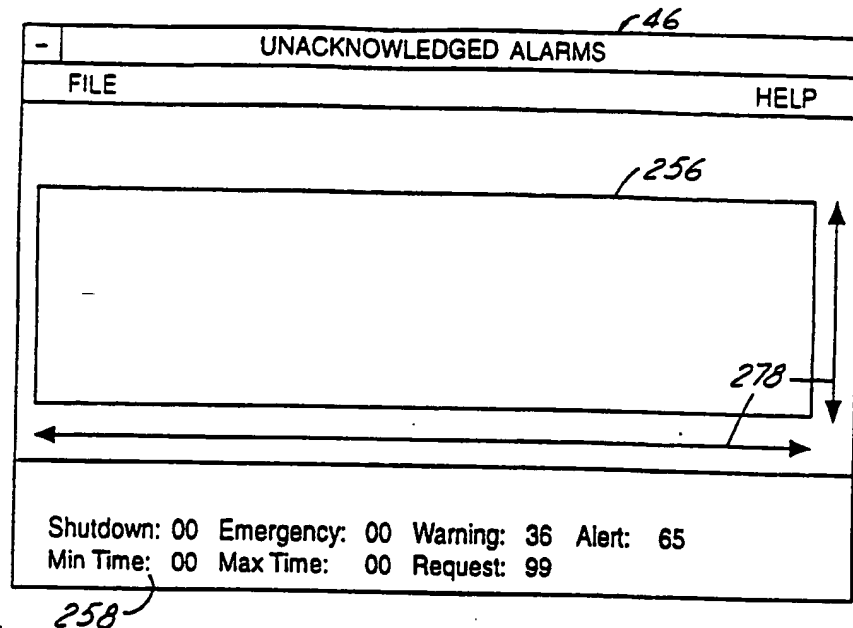 46
- UNACKNOWLEDGED ALARMS
FILE HELP
256
278
Shutdown: 00 Emergency: 00 Warning: 36 Alert: 65
Min Time: 00 Max Time: 00 Request: 99
258